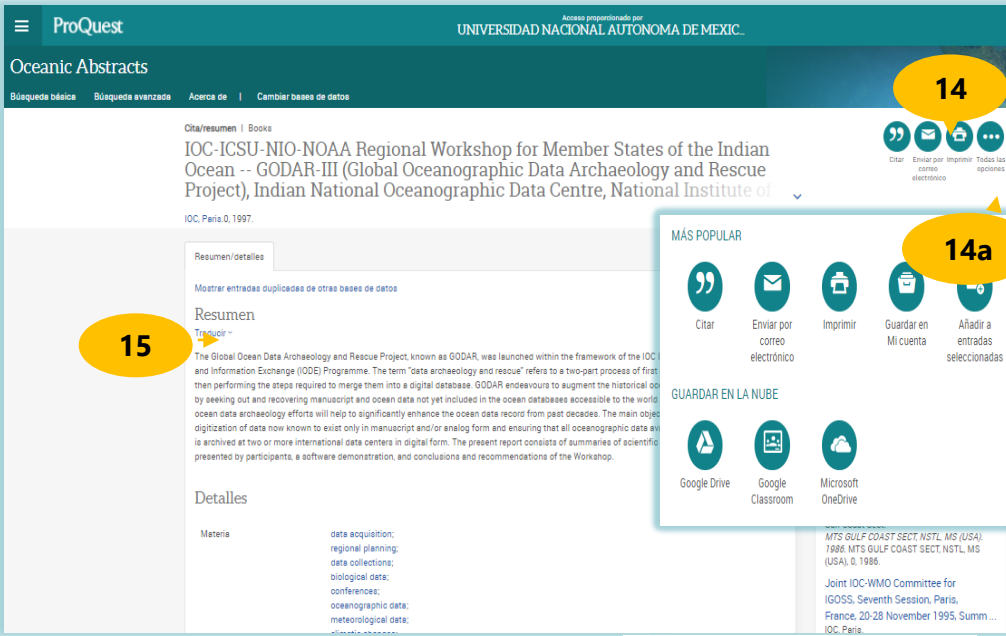 ProQuest
Acceso proporcionado por
UNIVERSIDAD NACIONAL AUTONOMA DE MEXIC...
Oceanic Abstracts
Búsqueda básica Búsqueda avanzada Acerca de | Cambiar bases de datos
14
Cita/resumen | Books
IOC-ICSU-NIO-NOAA Regional Workshop for Member States of the Indian
Ocean -- GODAR-III (Global Oceanographic Data Archaeology and Rescue
Project), Indian National Oceanographic Data Centre, National Institute of
IOC, Paris.0, 1997.
Citar
Enviar por
correo
electrónico
Imprimir
Todas las
opciones
14a
MÁS POPULAR
Citar
Enviar por
correo
electrónico
Imprimir
Guardar en
Mi cuenta
Añadir a
entradas
seleccionadas
GUARDAR EN LA NUBE
Google Drive
Google
Classroom
Microsoft
OneDrive
Resumen/detalles
Mostrar entradas duplicadas de otras bases de datos
Resumen
Traducir
15
The Global Ocean Data Archaeology and Rescue Project, known as GODAR, was launched within the framework of the IOC
and Information Exchange (IODE) Programme. The term "data archaeology and rescue" refers to a two-part process of first
then performing the steps required to merge them into a digital database. GODAR endeavours to augment the historical
by seeking out and recovering manuscript and ocean data not yet included in the ocean databases accessible to the world
ocean data archaeology efforts will help to significantly enhance the ocean data record from past decades. The main
digitization of data now known to exist only in manuscript and/or analog form and ensuring that all oceanographic data
is archived at two or more international data centers in digital form. The present report consists of summaries of scientific
presented by participants, a software demonstration, and conclusions and recommendations of the Workshop.
Detalles
Materia
data acquisition;
regional planning;
data collections;
biological data;
conferences;
oceanographic data;
meteorological data;
climatic changes;
MTS GULF COAST SECT, NSTL, MS (USA).
1986. MTS GULF COAST SECT, NSTL, MS
(USA), 0, 1986.
Joint IOC-WMO Committee for
IGOSS, Seventh Session, Paris,
France, 20-28 November 1995, Summ...
IOC, Paris.